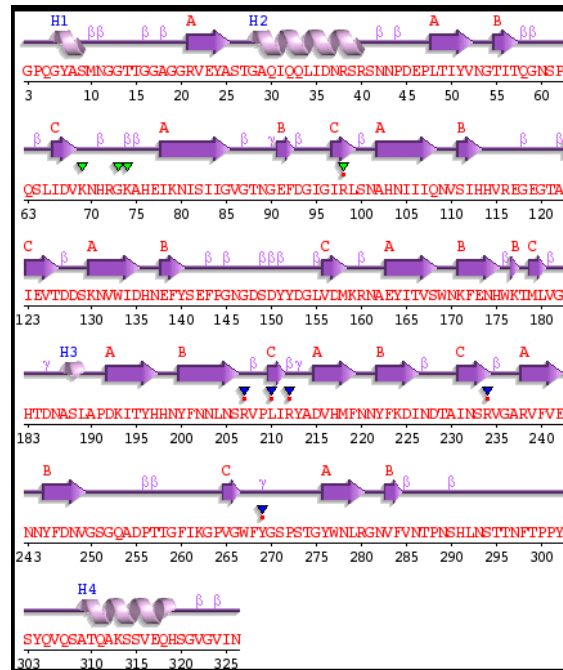 H1 A H2 A B
ββ β β β β β ββ
GPQGYASMNGGTTGGAGGRVEYASTGAQIQQLIDNRSRSNNPDEPLTIYVNGTITQGNSP
3 10 15 20 25 30 35 40 45 50 55 60
C A B C A B
β β ββ β γ β β β β
QSLIDVKNHRGKAHEIKNISIIGVGTNGEFDGIGIRLSNAHNIIIQNVSIHHVREGEGTA
63 70 75 80 85 90 95 100 105 110 115 120
C A B C A B B C
β β β βββ β β β β
IEVTDDSKNVWIDHNEFYSEFPGNGDSDYYDGLVDMKRNAEYITVSWNKFENHWKTMLVG
123 130 135 140 145 150 155 160 165 170 175 180
H3 A B C A B C A
γ β β γ β β
HTDNASLAPDKITYHHNYFNNLNSRVPLIRYADVHMFNNYFKDINDTAINSRVGARVFVE
183 190 195 200 205 210 215 220 225 230 235 240
B C A B
ββ γ β β
NNYFDNVGSGQADPTTGFIKGPVGWFYGSPSTGYWNLRGNVFVNTPNSHLNSTTNFTPPY
243 250 255 260 265 270 275 280 285 290 295 300
H4
β β
SYQVQSATQAKSSVEQHSGVGVIN
303 310 315 320 325